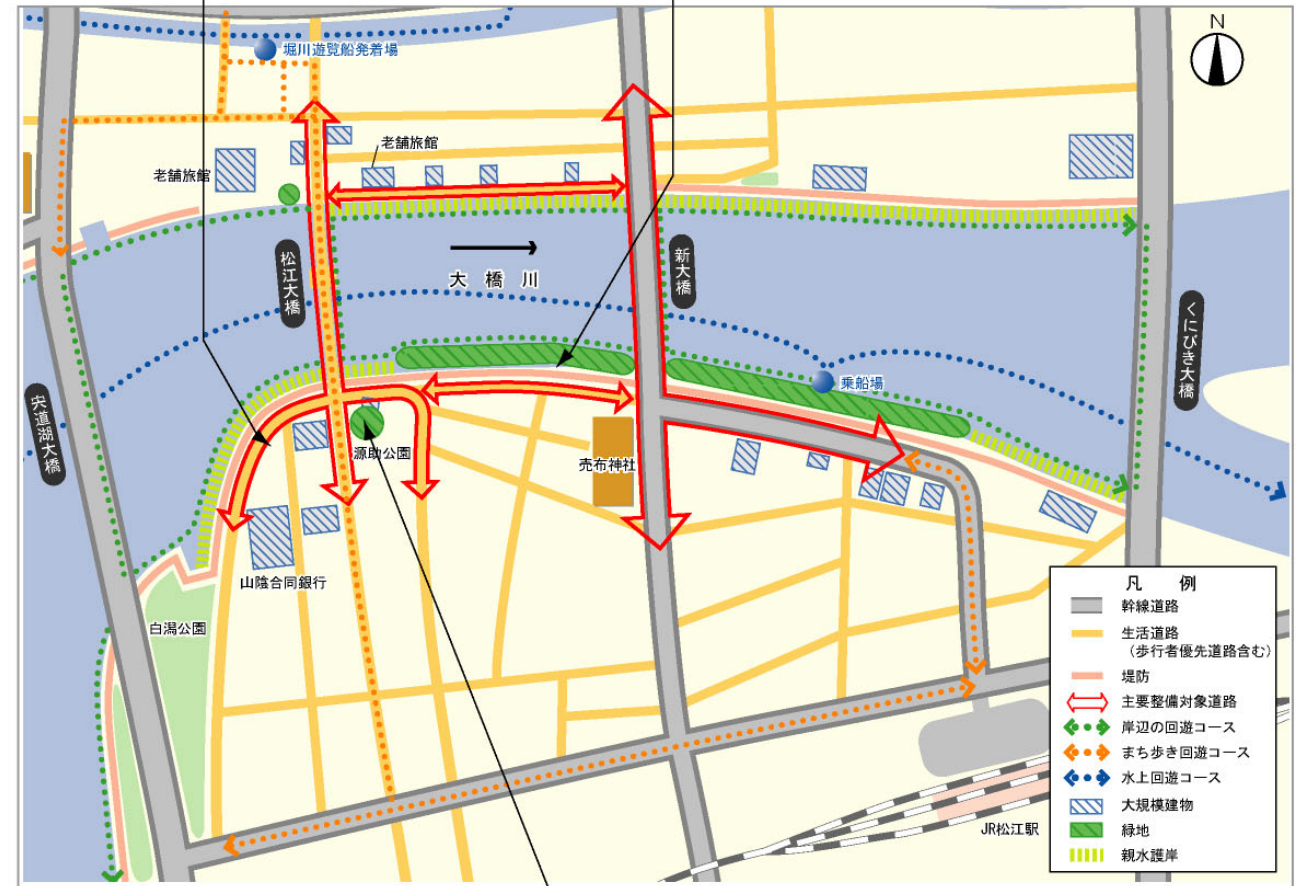 N
堀川遊覧船発着場
老舗旅館
老舗旅館
松江大橋
大橋川
新大橋
くにびき大橋
宍道湖大橋
乗船場
源助公園
売布神社
山陰合同銀行
白潟公園
JR松江駅
凡例
幹線道路
生活道路
（歩行者優先道路含む）
堤防
主要整備対象道路
岸辺の回遊コース
まち歩き回遊コース
水上回遊コース
大規模建物
緑地
親水護岸